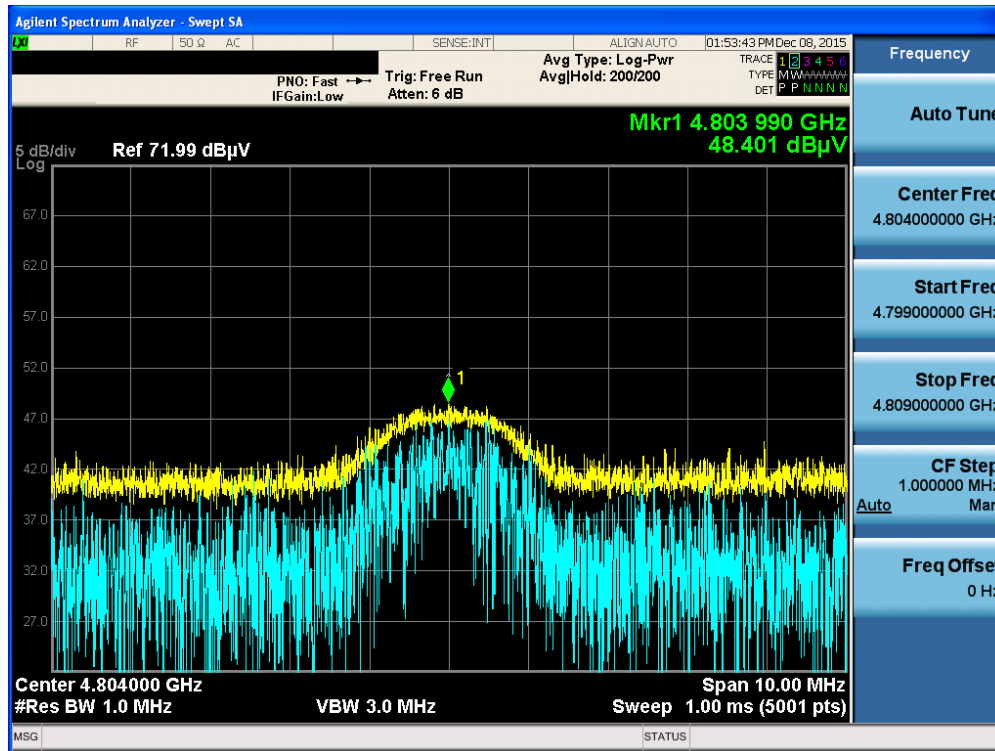 Agilent Spectrum Analyzer - Swept SA
LXI RF 50 Ω AC SENSE:INT ALIGN AUTO 01:53:43 PM Dec 08, 2015
PNO: Fast
IFGain:Low
Trig: Free Run
Atten: 6 dB
Avg Type: Log-Pwr
Avg|Hold: 200/200
TRACE 1 2 3 4 5 6
TYPE M W
DET P P N N N N
Mkr1 4.803 990 GHz
48.401 dBµV
5 dB/div Ref 71.99 dBµV
Log
67.0
62.0
57.0
52.0
47.0
42.0
37.0
32.0
27.0
1
Center 4.804000 GHz Span 10.00 MHz
#Res BW 1.0 MHz VBW 3.0 MHz Sweep 1.00 ms (5001 pts)
MSG STATUS
Frequency
Auto Tune
Center Freq
4.804000000 GHz
Start Freq
4.799000000 GHz
Stop Freq
4.809000000 GHz
CF Step
1.000000 MHz
Auto Man
Freq Offset
0 Hz